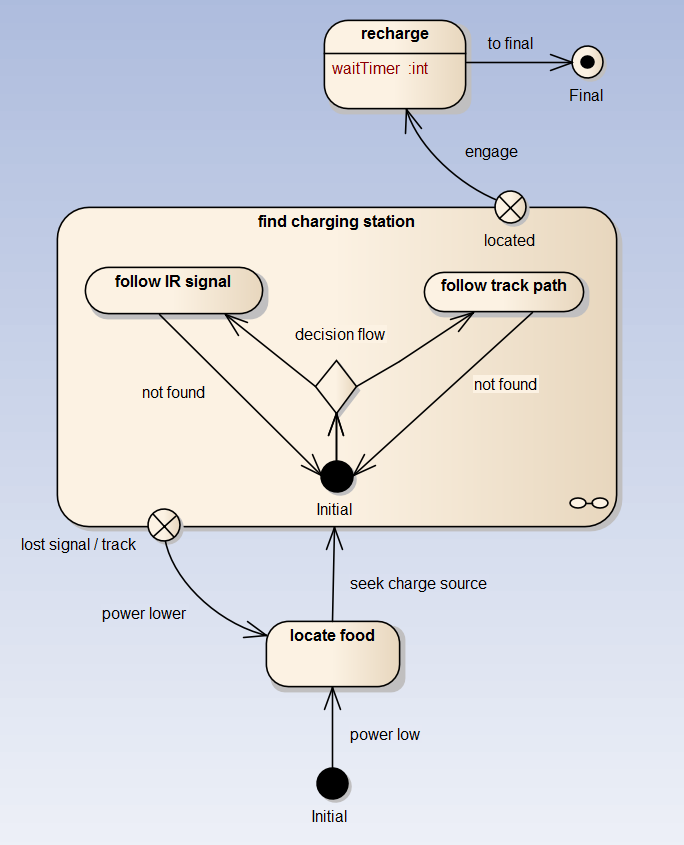 recharge
waitTimer :int
to final
Final
engage
located
find charging station
follow IR signal
follow track path
decision flow
not found
not found
Initial
lost signal / track
seek charge source
power lower
locate food
power low
Initial